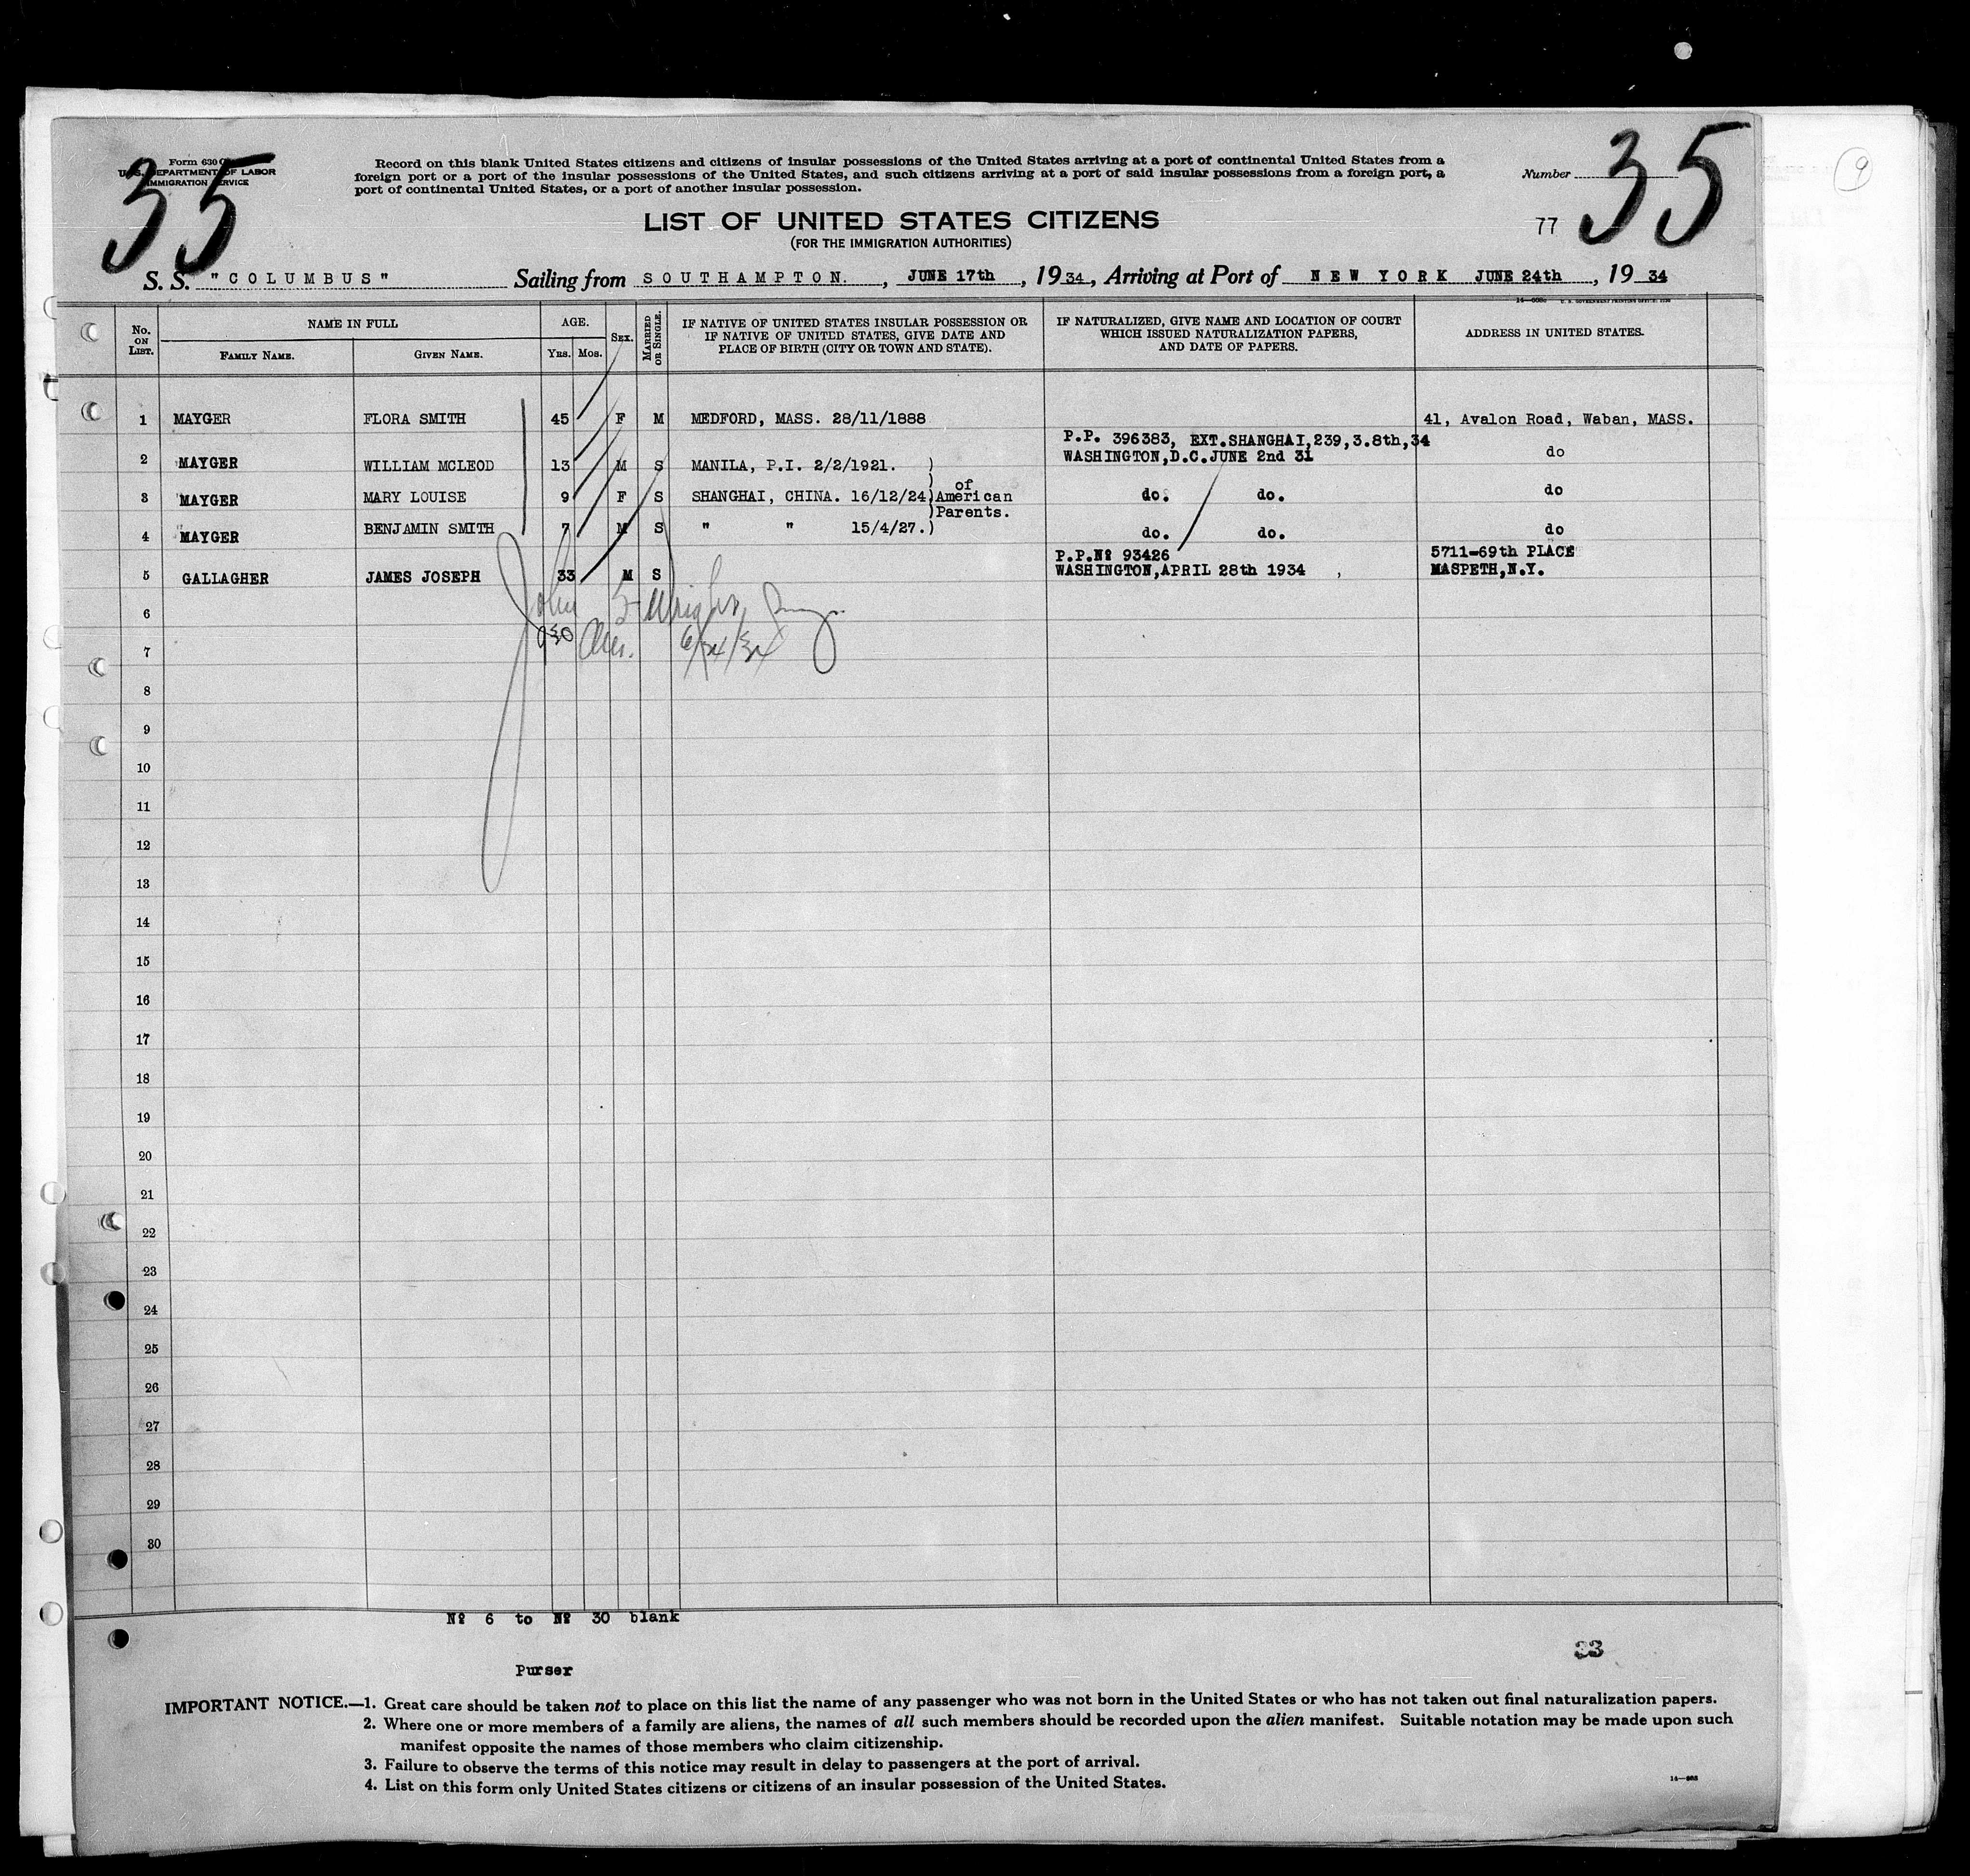 9
35
35
Form 630
U. S. DEPARTMENT OF LABOR
IMMIGRATION SERVICE
Record on this blank United States citizens and citizens of insular possessions of the United States arriving at a port of continental United States from a
foreign port or a port of the insular possessions of the United States, and such citizens arriving at a port of said insular possessions from a foreign port, a
port of continental United States, or a port of another insular possession.
Number
LIST OF UNITED STATES CITIZENS
77
(FOR THE IMMIGRATION AUTHORITIES)
S. S. "COLUMBUS" Sailing from SOUTHAMPTON., JUNE 17th, 1934, Arriving at Port of NEW YORK JUNE 24th, 1934
No. ON LIST.
NAME IN FULL
FAMILY NAME.
GIVEN NAME.
AGE.
YRS. MOS.
SEX.
MARRIED OR SINGLE.
IF NATIVE OF UNITED STATES INSULAR POSSESSION OR
IF NATIVE OF UNITED STATES, GIVE DATE AND
PLACE OF BIRTH (CITY OR TOWN AND STATE).
IF NATURALIZED, GIVE NAME AND LOCATION OF COURT
WHICH ISSUED NATURALIZATION PAPERS,
AND DATE OF PAPERS.
ADDRESS IN UNITED STATES.
1 MAYGER FLORA SMITH 45 F M MEDFORD, MASS. 28/11/1888 41, Avalon Road, Waban, MASS.
P.P. 396383, EXT.SHANGHAI,239,3.8th,34
2 MAYGER WILLIAM MCLEOD 13 M S MANILA, P.I. 2/2/1921. ) WASHINGTON,D.C.JUNE 2nd 31 do
) of
3 MAYGER MARY LOUISE 9 F S SHANGHAI, CHINA. 16/12/24)American do. do. do
)Parents.
4 MAYGER BENJAMIN SMITH 7 M S " " 15/4/27.) do. do. do
P.P.Nº 93426 5711-69th PLACE
5 GALLAGHER JAMES JOSEPH 33 M S WASHINGTON,APRIL 28th 1934 , MASPETH,N.Y.
John
6
7 6/24/34
8
9
10
11
12
13
14
15
16
17
18
19
20
21
22
23
24
25
26
27
28
29
30
Nº 6 to Nº 30 blank
33
Purser
IMPORTANT NOTICE.—1. Great care should be taken not to place on this list the name of any passenger who was not born in the United States or who has not taken out final naturalization papers.
2. Where one or more members of a family are aliens, the names of all such members should be recorded upon the alien manifest. Suitable notation may be made upon such
manifest opposite the names of those members who claim citizenship.
3. Failure to observe the terms of this notice may result in delay to passengers at the port of arrival.
4. List on this form only United States citizens or citizens of an insular possession of the United States.